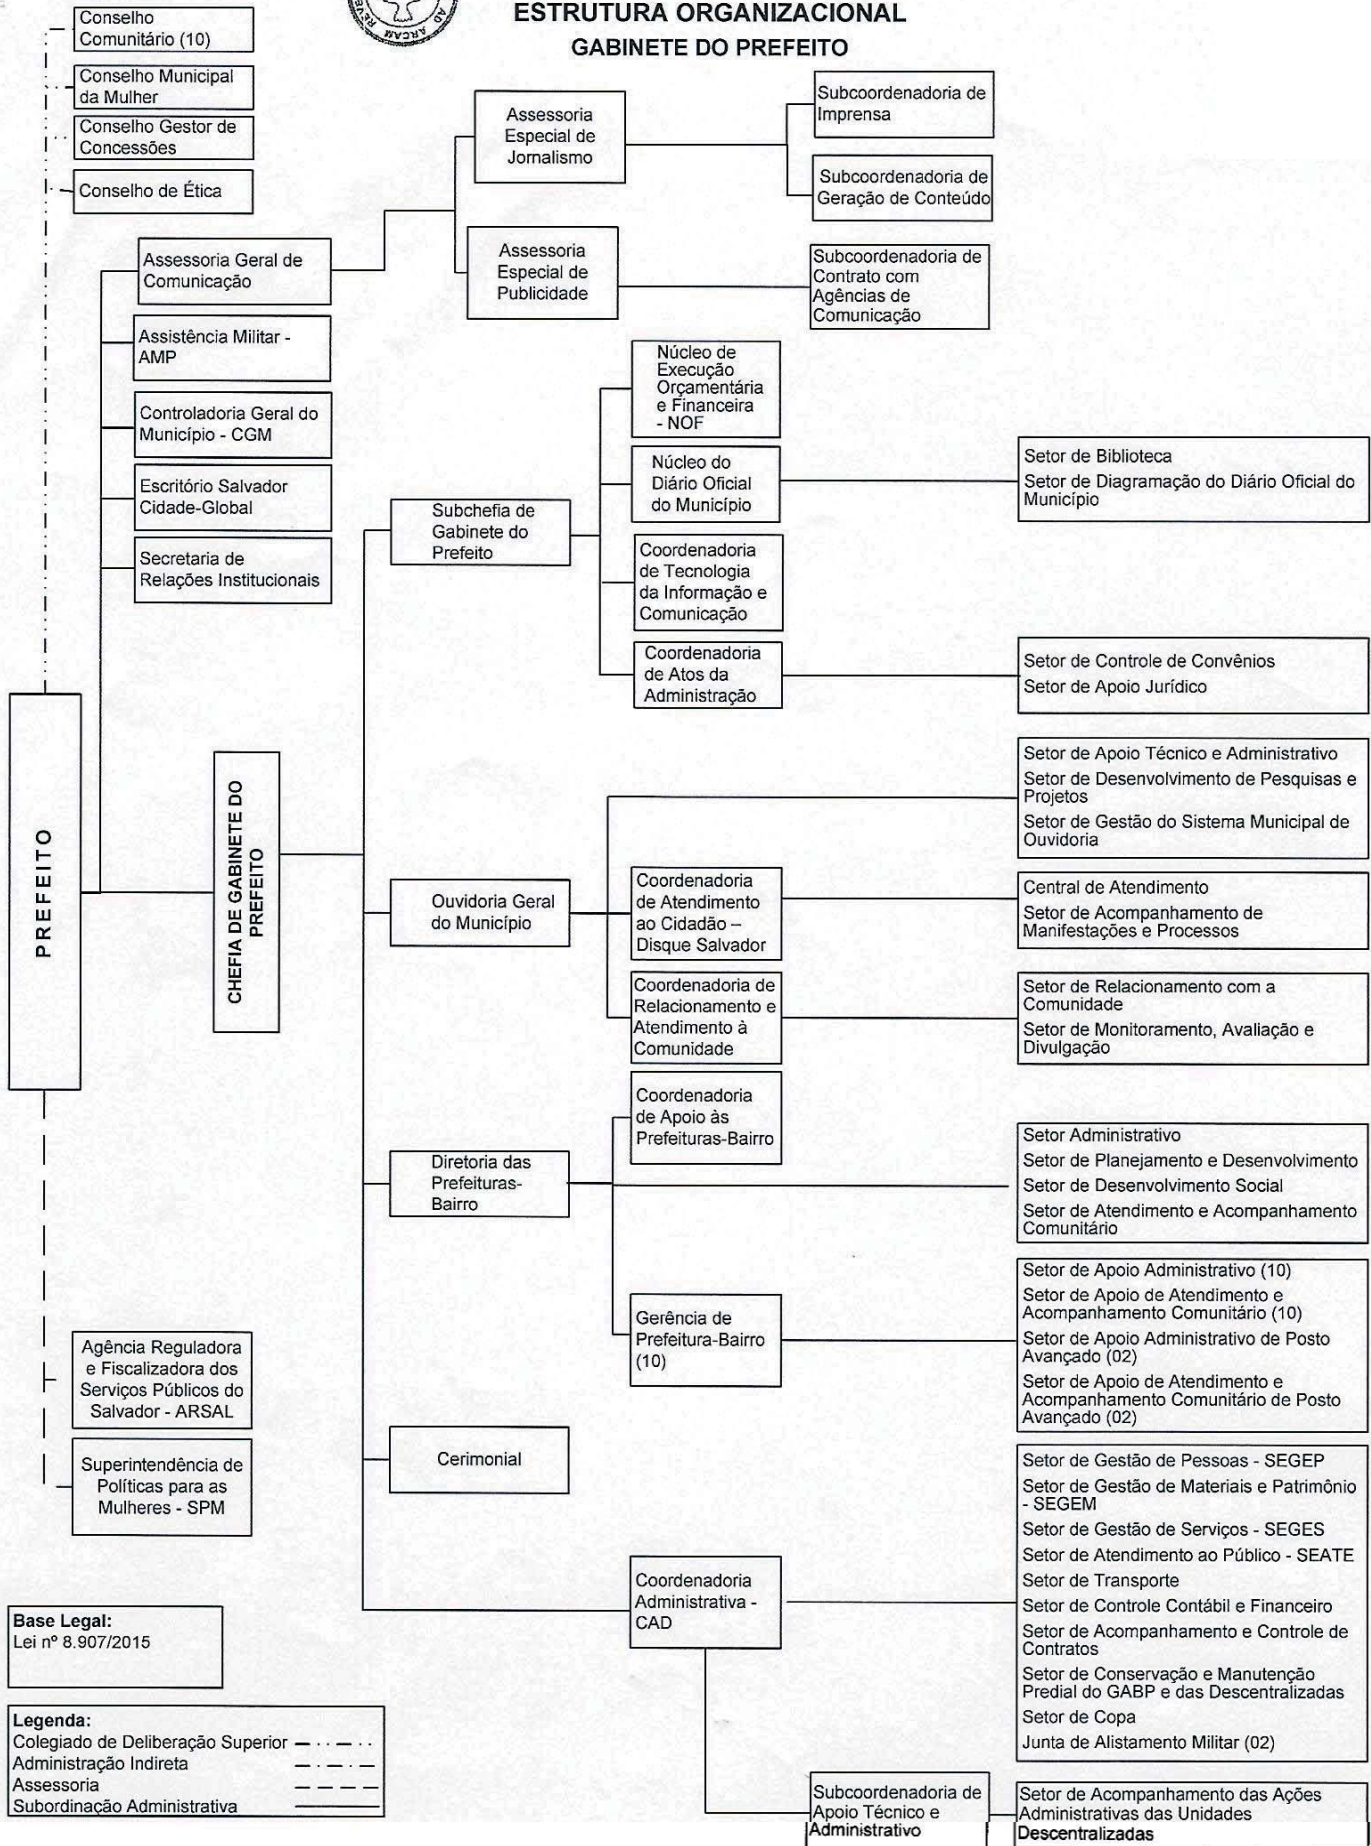 REVE
MARCAM
AD
ESTRUTURA ORGANIZACIONAL
GABINETE DO PREFEITO
Conselho
Comunitário (10)
Conselho Municipal
da Mulher
Conselho Gestor de
Concessões
Conselho de Ética
Assessoria Geral de
Comunicação
Assistência Militar -
AMP
Controladoria Geral do
Município - CGM
Escritório Salvador
Cidade-Global
Secretaria de
Relações Institucionais
Assessoria
Especial de
Jornalismo
Subcoordenadoria de
Imprensa
Subcoordenadoria de
Geração de Conteúdo
Assessoria
Especial de
Publicidade
Subcoordenadoria de
Contrato com
Agências de
Comunicação
PREFEITO
CHEFIA DE GABINETE DO
PREFEITO
Subchefia de
Gabinete do
Prefeito
Núcleo de
Execução
Orçamentária
e Financeira
- NOF
Núcleo do
Diário Oficial
do Município
Setor de Biblioteca
Setor de Diagramação do Diário Oficial do
Município
Coordenadoria
de Tecnologia
da Informação e
Comunicação
Coordenadoria
de Atos da
Administração
Setor de Controle de Convênios
Setor de Apoio Jurídico
Ouvidoria Geral
do Município
Setor de Apoio Técnico e Administrativo
Setor de Desenvolvimento de Pesquisas e
Projetos
Setor de Gestão do Sistema Municipal de
Ouvidoria
Coordenadoria
de Atendimento
ao Cidadão –
Disque Salvador
Central de Atendimento
Setor de Acompanhamento de
Manifestações e Processos
Coordenadoria de
Relacionamento e
Atendimento à
Comunidade
Setor de Relacionamento com a
Comunidade
Setor de Monitoramento, Avaliação e
Divulgação
Diretoria das
Prefeituras-
Bairro
Coordenadoria
de Apoio às
Prefeituras-Bairro
Setor Administrativo
Setor de Planejamento e Desenvolvimento
Setor de Desenvolvimento Social
Setor de Atendimento e Acompanhamento
Comunitário
Gerência de
Prefeitura-Bairro
(10)
Setor de Apoio Administrativo (10)
Setor de Apoio de Atendimento e
Acompanhamento Comunitário (10)
Setor de Apoio Administrativo de Posto
Avançado (02)
Setor de Apoio de Atendimento e
Acompanhamento Comunitário de Posto
Avançado (02)
Cerimonial
Coordenadoria
Administrativa -
CAD
Setor de Gestão de Pessoas - SEGEP
Setor de Gestão de Materiais e Patrimônio
- SEGEM
Setor de Gestão de Serviços - SEGES
Setor de Atendimento ao Público - SEATE
Setor de Transporte
Setor de Controle Contábil e Financeiro
Setor de Acompanhamento e Controle de
Contratos
Setor de Conservação e Manutenção
Predial do GABP e das Descentralizadas
Setor de Copa
Junta de Alistamento Militar (02)
Subcoordenadoria de
Apoio Técnico e
Administrativo
Setor de Acompanhamento das Ações
Administrativas das Unidades
Descentralizadas
Agência Reguladora
e Fiscalizadora dos
Serviços Públicos do
Salvador - ARSAL
Superintendência de
Políticas para as
Mulheres - SPM
Base Legal:
Lei nº 8.907/2015
Legenda:
Colegiado de Deliberação Superior
Administração Indireta
Assessoria
Subordinação Administrativa